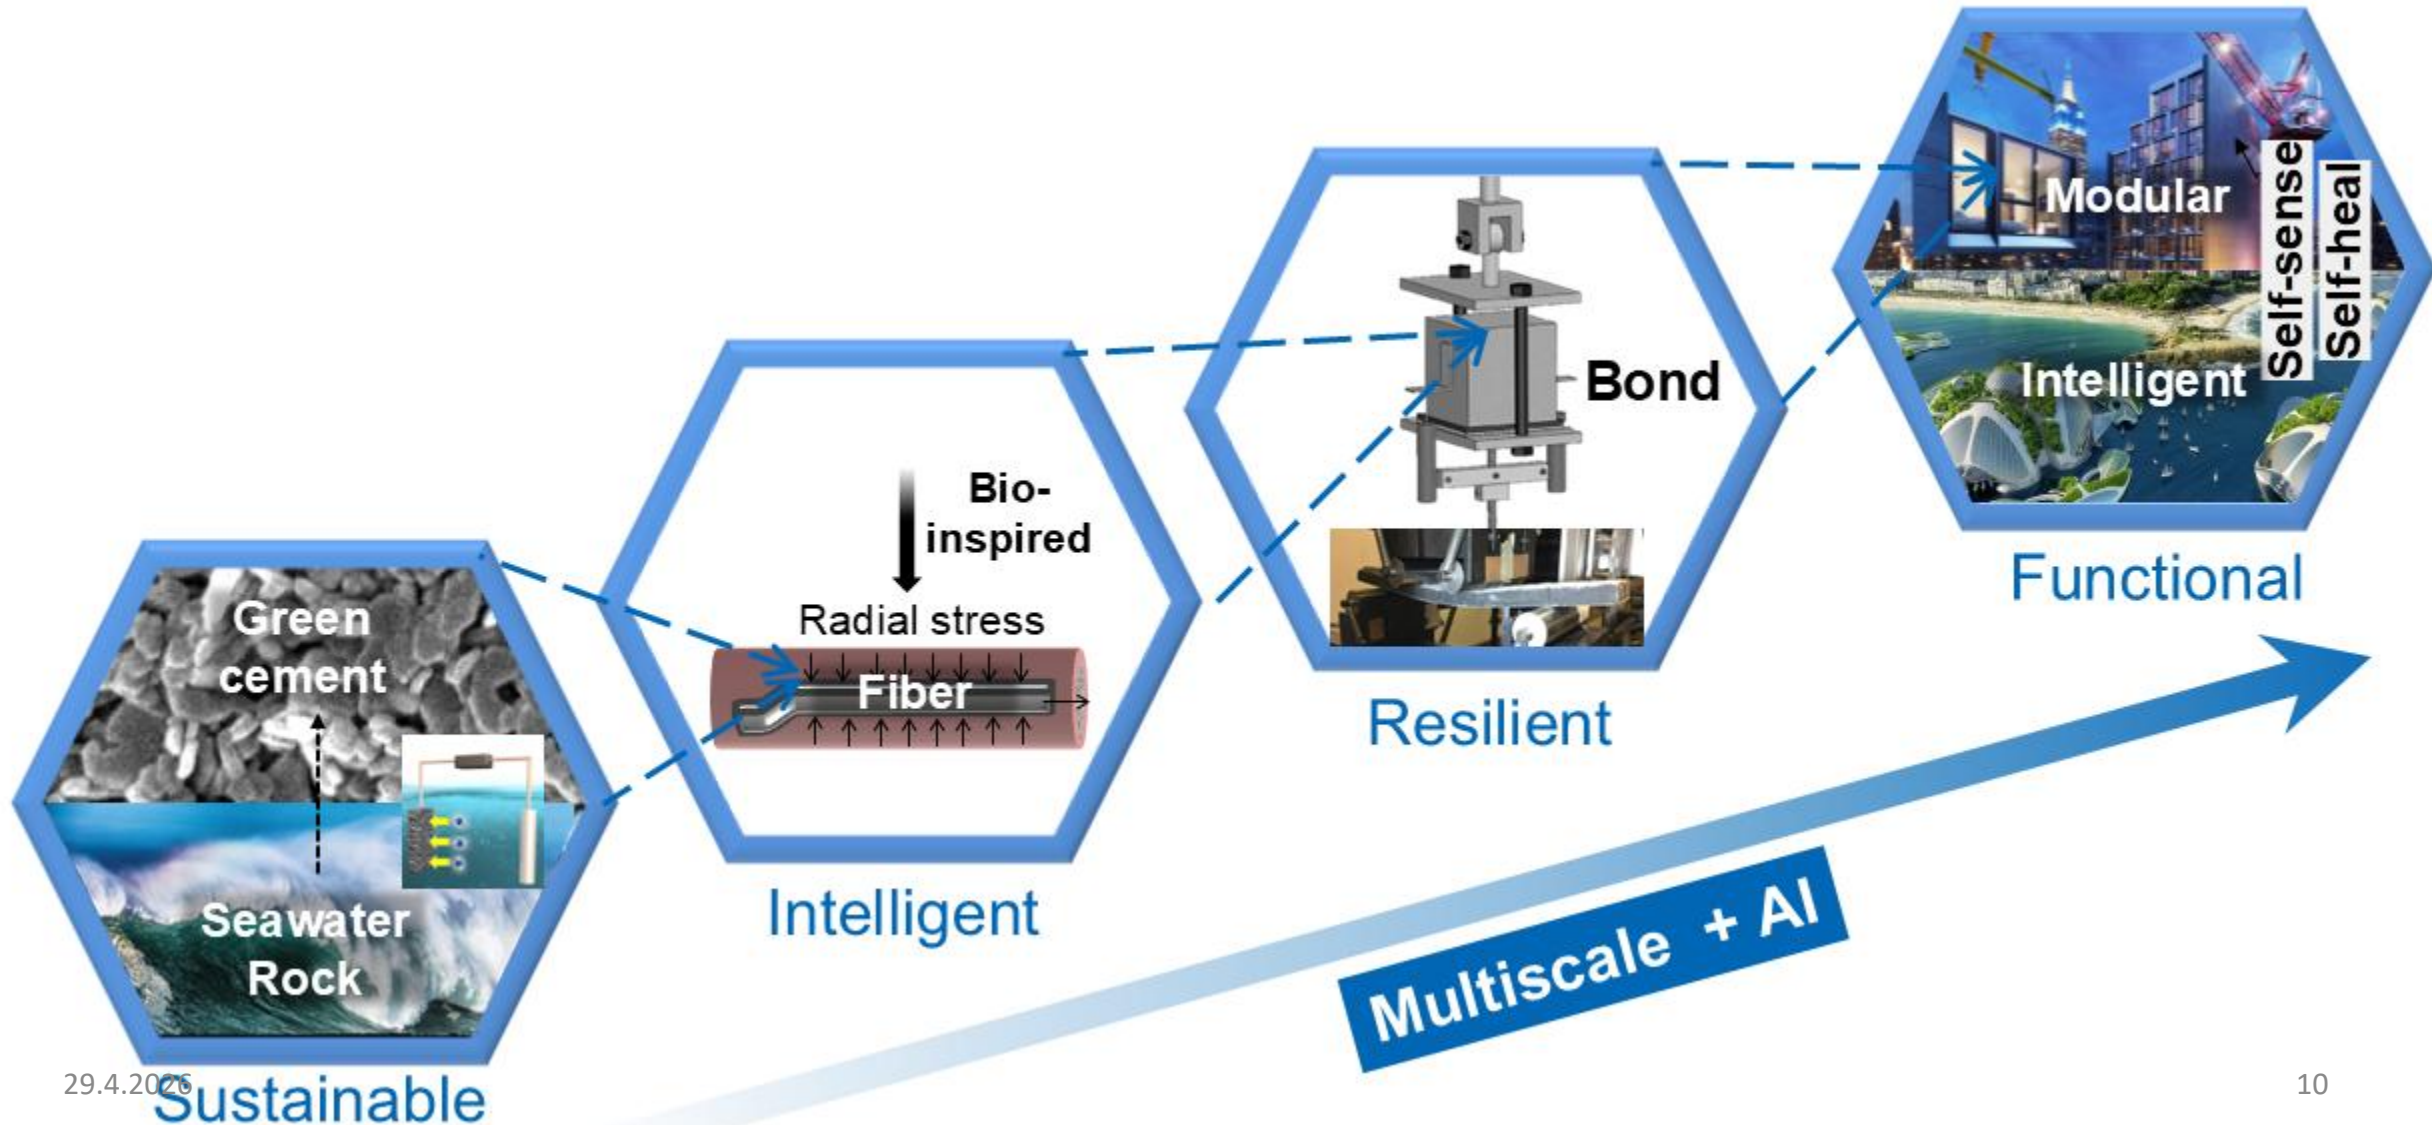 Green
cement
Seawater
Rock
Sustainable
Bio-
inspired
Radial stress
Fiber
Intelligent
Bond
Resilient
Modular
Intelligent
Self-sense
Self-heal
Functional
Multiscale + AI
29.4.2026
10